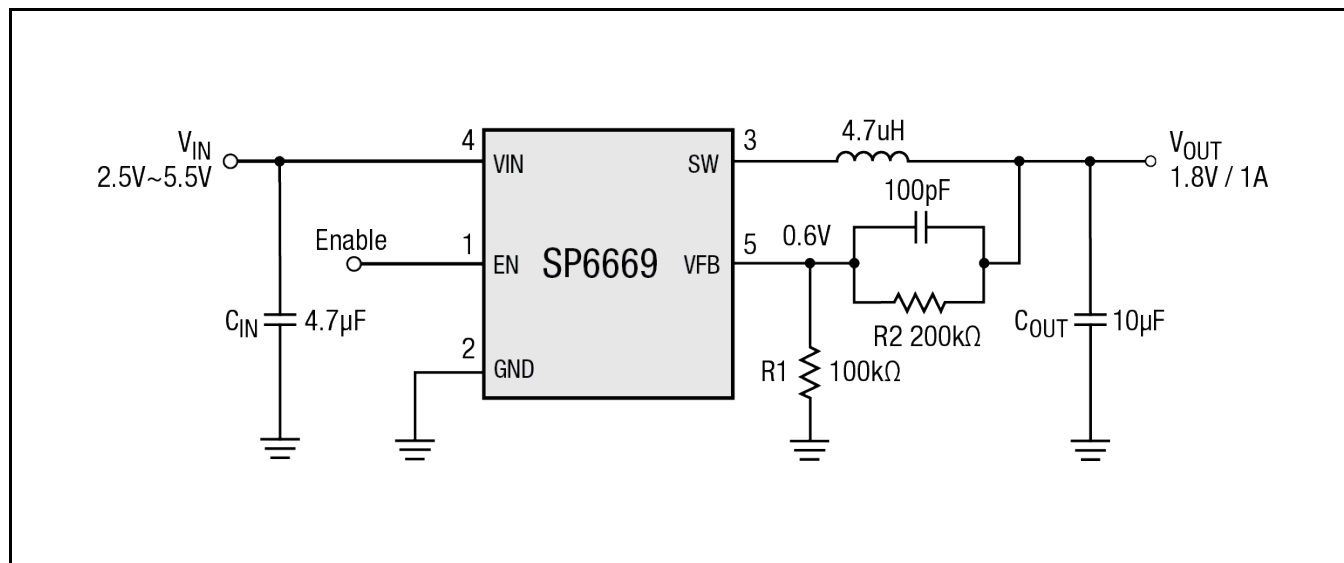 V_IN
2.5V~5.5V
4
VIN
3
SW
4.7uH
V_OUT
1.8V / 1A
100pF
Enable
1
EN
SP6669
0.6V
5
VFB
C_IN
4.7µF
R2 200kΩ
C_OUT
10µF
2
GND
R1
100kΩ